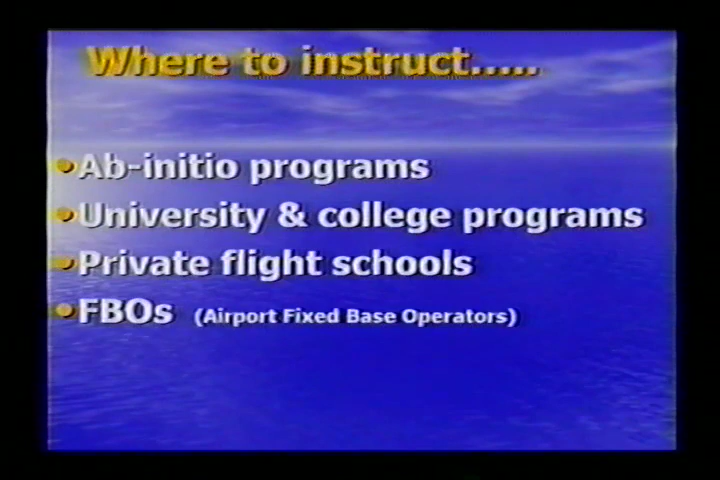 Where to instruct.....
•Ab-initio programs
•University & college programs
•Private flight schools
•FBOs (Airport Fixed Base Operators)